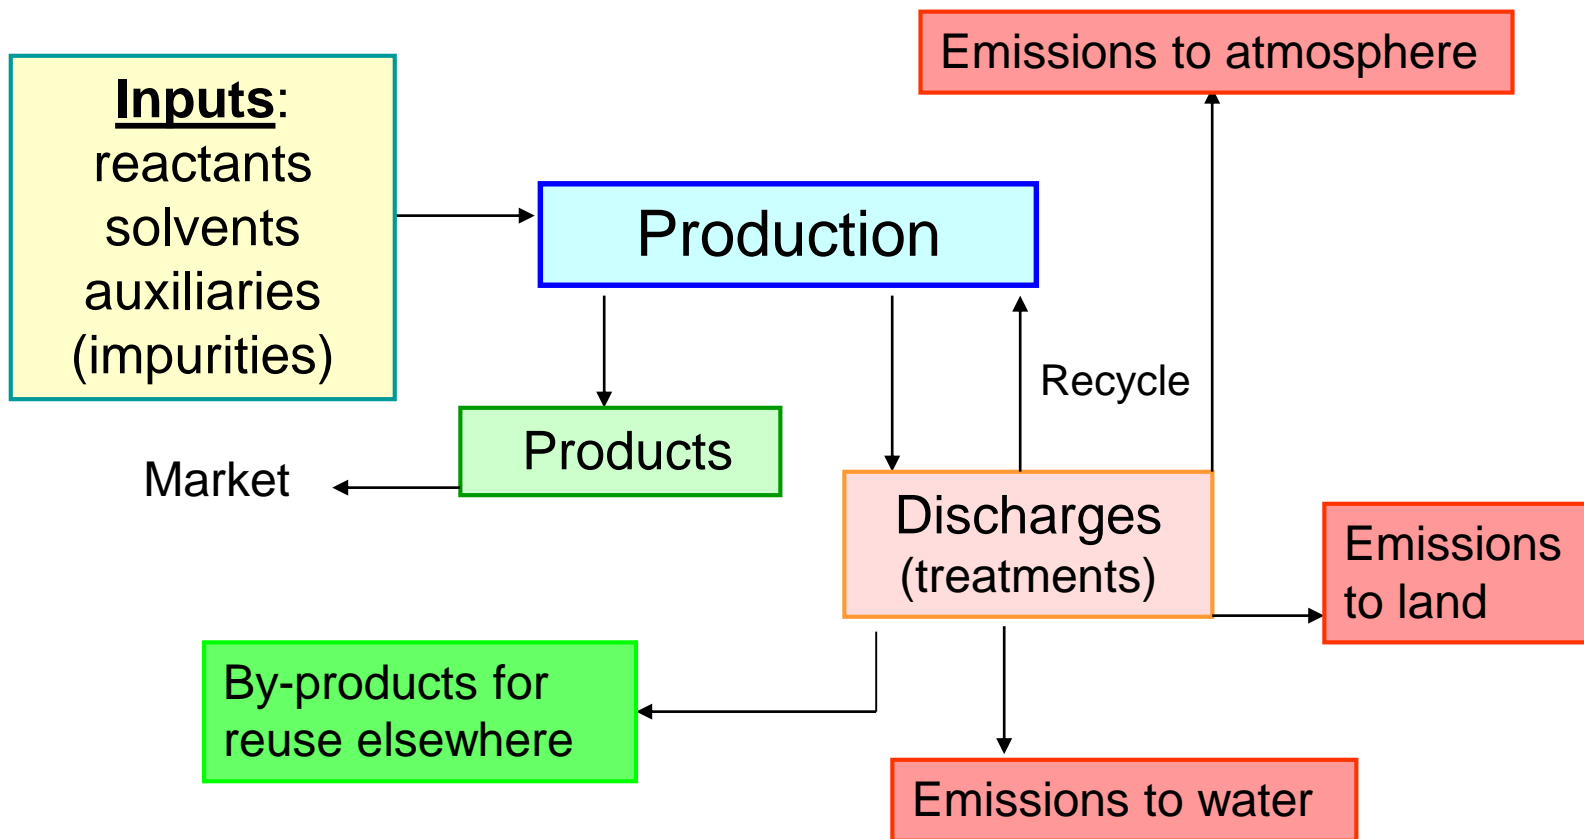 Emissions to atmosphere
Inputs:
reactants
solvents
auxiliaries
(impurities)
Production
Recycle
Products
Market
Discharges
(treatments)
Emissions
to land
By-products for
reuse elsewhere
Emissions to water